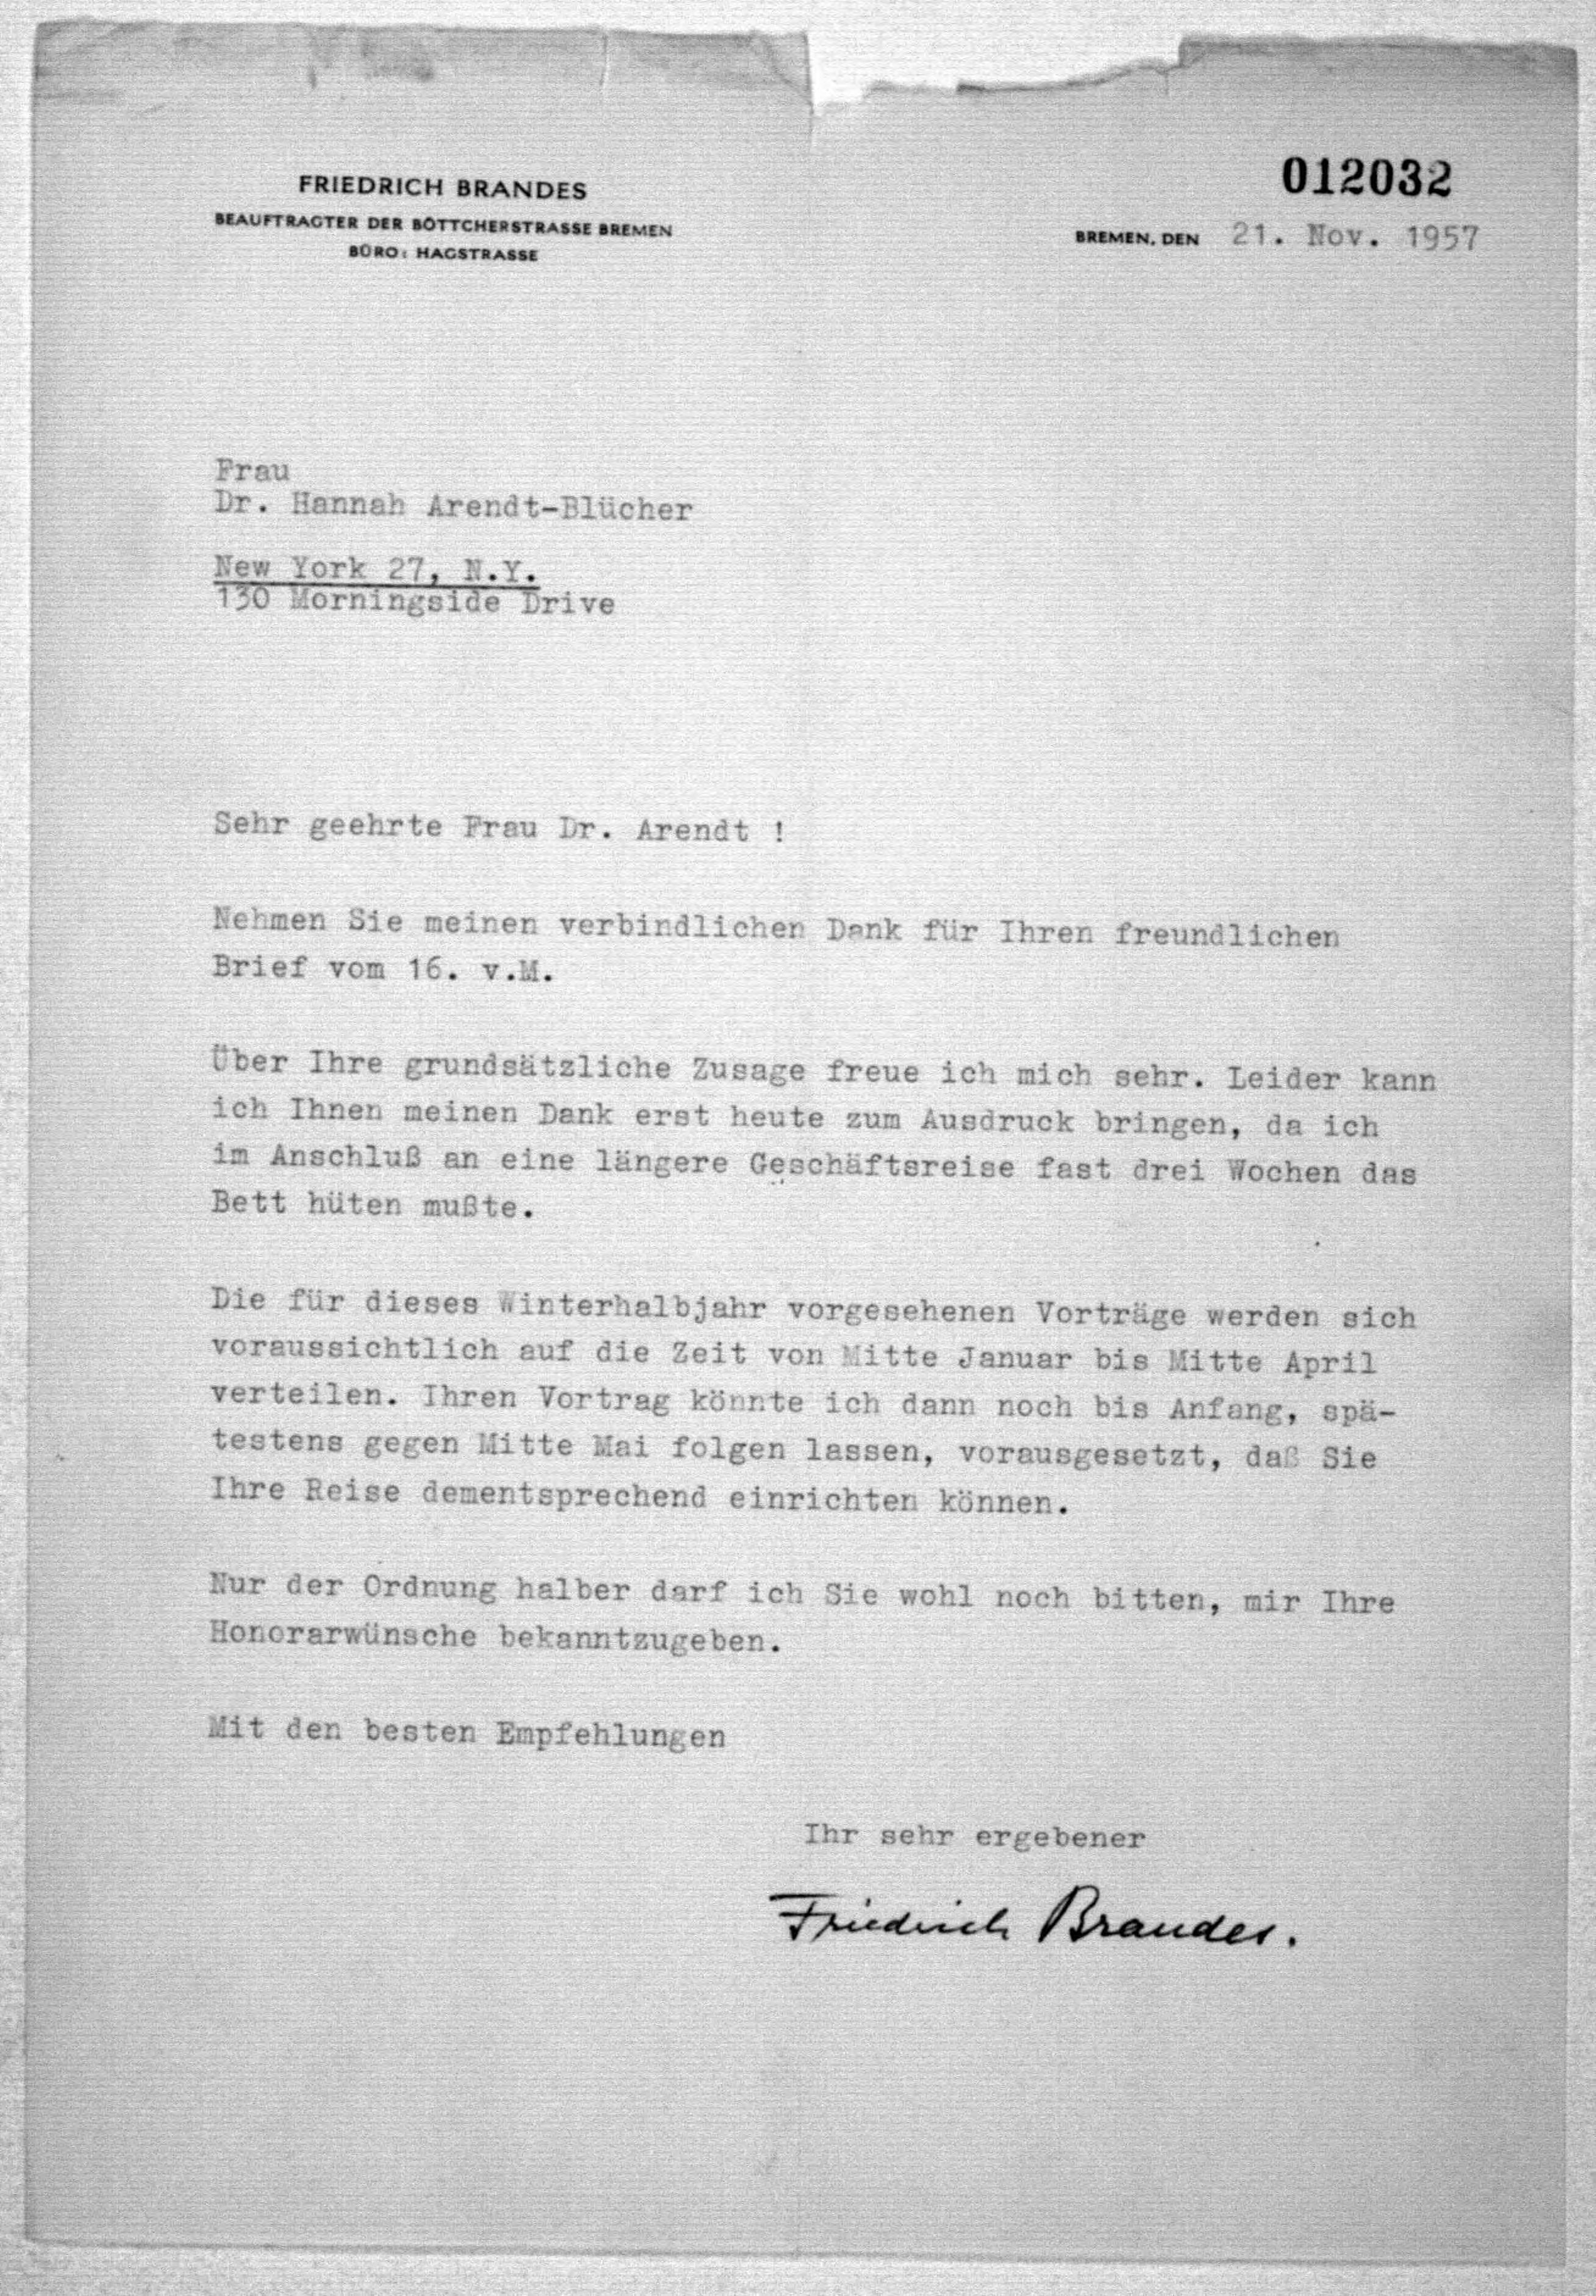 FRIEDRICH BRANDES
BEAUFTRAGTER DER BÖTTCHERSTRASSE BREMEN
BÜRO: HAGSTRASSE
012032
BREMEN, DEN 21. Nov. 1957
Frau
Dr. Hannah Arendt-Blücher
New York 27, N.Y.
130 Morningside Drive
Sehr geehrte Frau Dr. Arendt !
Nehmen Sie meinen verbindlichen Dank für Ihren freundlichen
Brief vom 16. v.M.
Über Ihre grundsätzliche Zusage freue ich mich sehr. Leider kann
ich Ihnen meinen Dank erst heute zum Ausdruck bringen, da ich
im Anschluß an eine längere Geschäftsreise fast drei Wochen das
Bett hüten mußte.
Die für dieses Winterhalbjahr vorgesehenen Vorträge werden sich
voraussichtlich auf die Zeit von Mitte Januar bis Mitte April
verteilen. Ihren Vortrag könnte ich dann noch bis Anfang, spä-
testens gegen Mitte Mai folgen lassen, vorausgesetzt, daß Sie
Ihre Reise dementsprechend einrichten können.
Nur der Ordnung halber darf ich Sie wohl noch bitten, mir Ihre
Honorarwünsche bekanntzugeben.
Mit den besten Empfehlungen
Ihr sehr ergebener
Friedrich Brandes.